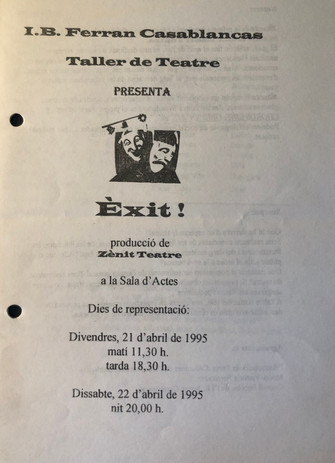 I.B. Ferran Casablancas
Taller de Teatre
PRESENTA
Èxit !
producció de
Zènit Teatre
a la Sala d'Actes
Dies de representació:
Divendres, 21 d'abril de 1995
matí 11,30 h.
tarda 18,30 h.
Dissabte, 22 d'abril de 1995
nit 20,00 h.